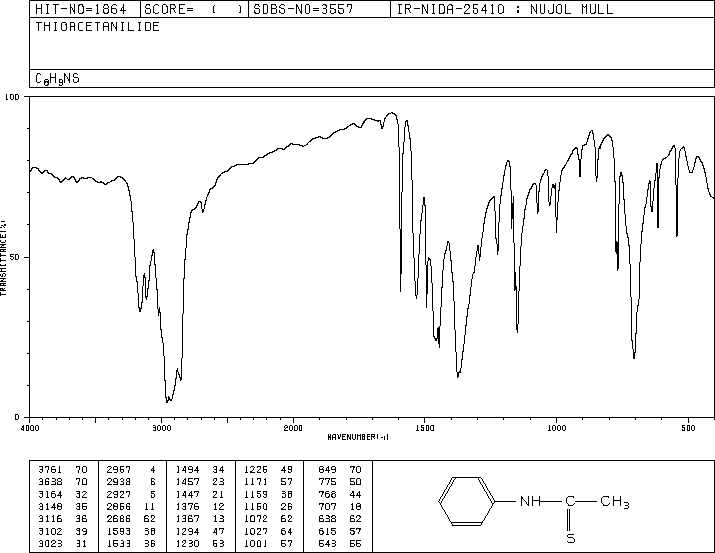 HIT-NO=1864 SCORE= ( ) SDBS-NO=3557 IR-NIDA-25410 : NUJOL MULL
THIOACETANILIDE
C8H9NS
100
TRANSMITTANCE(%)
50
0
4000 3000 2000 1500 1000 500
WAVENUMBER(-1)
3761 70 2957 4 1494 34 1225 49 849 70
3638 70 2938 6 1457 23 1171 57 775 50
3164 32 2927 5 1447 21 1159 38 768 44
3148 35 2856 11 1376 12 1150 26 707 18
3116 36 2686 62 1367 13 1072 62 638 62
3102 39 1593 38 1294 47 1027 64 615 57
3023 31 1533 36 1230 53 1001 57 543 55
NH C CH3
S